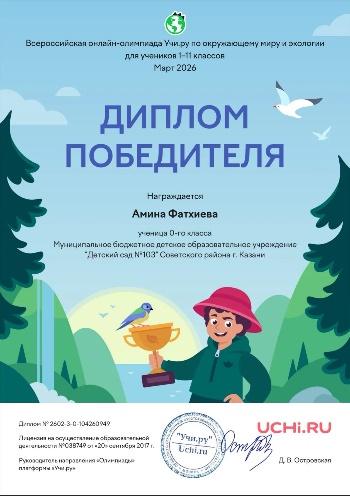 Всероссийская онлайн-олимпиада Учи.ру по окружающему миру и экологии
для учеников 1-11 классов
Март 2026
ДИПЛОМ
ПОБЕДИТЕЛЯ
Награждается
Амина Фатхиева
ученица 0-го класса
Муниципальное бюджетное детское образовательное учреждение
"Детский сад №103" Советского района г. Казани
Диплом № 2602-3-0-104260949
Лицензия на осуществление образовательной
деятельности №038749 от «20» сентября 2017 г.
Руководитель направления «Олимпиады»
платформы «Учи.ру»
"Учи.ру"
Uchi.ru
UCHi.RU
Д. В. Островская